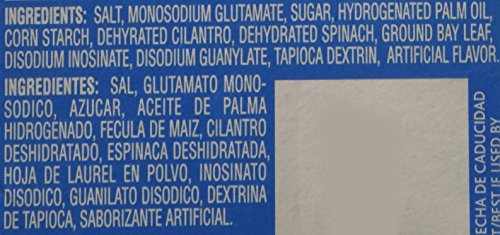 INGREDIENTS: SALT, MONOSODIUM GLUTAMATE, SUGAR, HYDROGENATED PALM OIL,
CORN STARCH, DEHYRATED CILANTRO, DEHYDRATED SPINACH, GROUND BAY LEAF,
DISODIUM INOSINATE, DISODIUM GUANYLATE, TAPIOCA DEXTRIN, ARTIFICIAL FLAVOR.
INGREDIENTES: SAL, GLUTAMATO MONO-
SODICO, AZUCAR, ACEITE DE PALMA
HIDROGENADO, FECULA DE MAIZ, CILANTRO
DESHIDRATADO, ESPINACA DESHIDRATADA,
HOJA DE LAUREL EN POLVO, INOSINATO
DISODICO, GUANILATO DISODICO, DEXTRINA
DE TAPIOCA, SABORIZANTE ARTIFICIAL.
FECHA DE CADUCIDAD